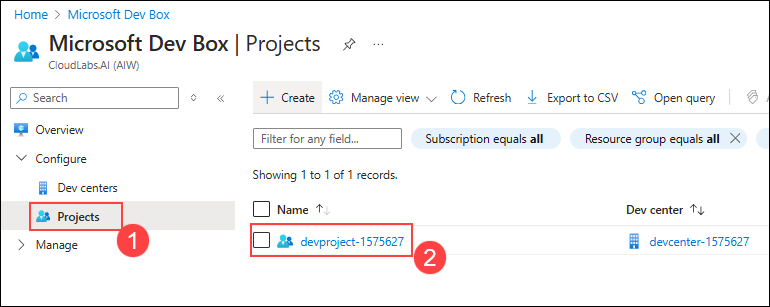 Home > Microsoft Dev Box
Microsoft Dev Box | Projects
CloudLabs.AI (AIW)
Search
Create Manage view Refresh Export to CSV Open query
Overview
Configure
Dev centers
Projects
1
Manage
Filter for any field...
Subscription equals all
Resource group equals all
Showing 1 to 1 of 1 records.
Name Dev center
devproject-1575627 devcenter-1575627
2